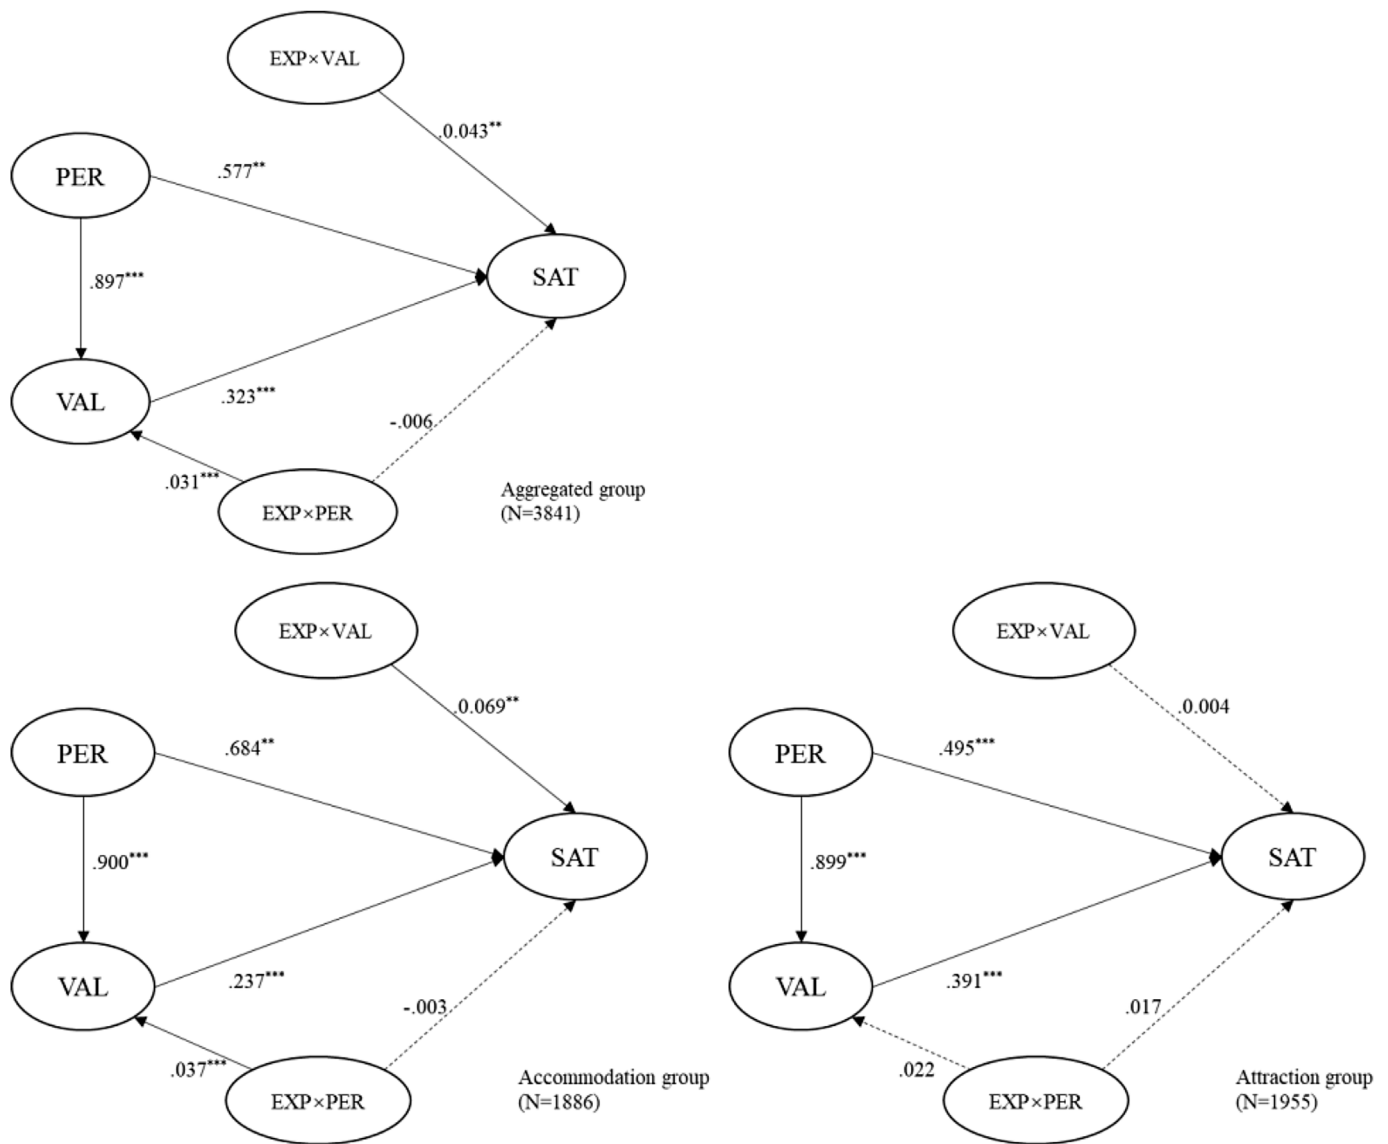 EXP×VAL
.0.043**
PER
.577**
SAT
.897***
VAL
.323***
-.006
.031***
EXP×PER
Aggregated group
(N=3841)
EXP×VAL
.0.069**
PER
.684**
SAT
.900***
VAL
.237***
-.003
.037***
EXP×PER
Accommodation group
(N=1886)
EXP×VAL
.0.004
PER
.495***
SAT
.899***
VAL
.391***
.017
.022
EXP×PER
Attraction group
(N=1955)